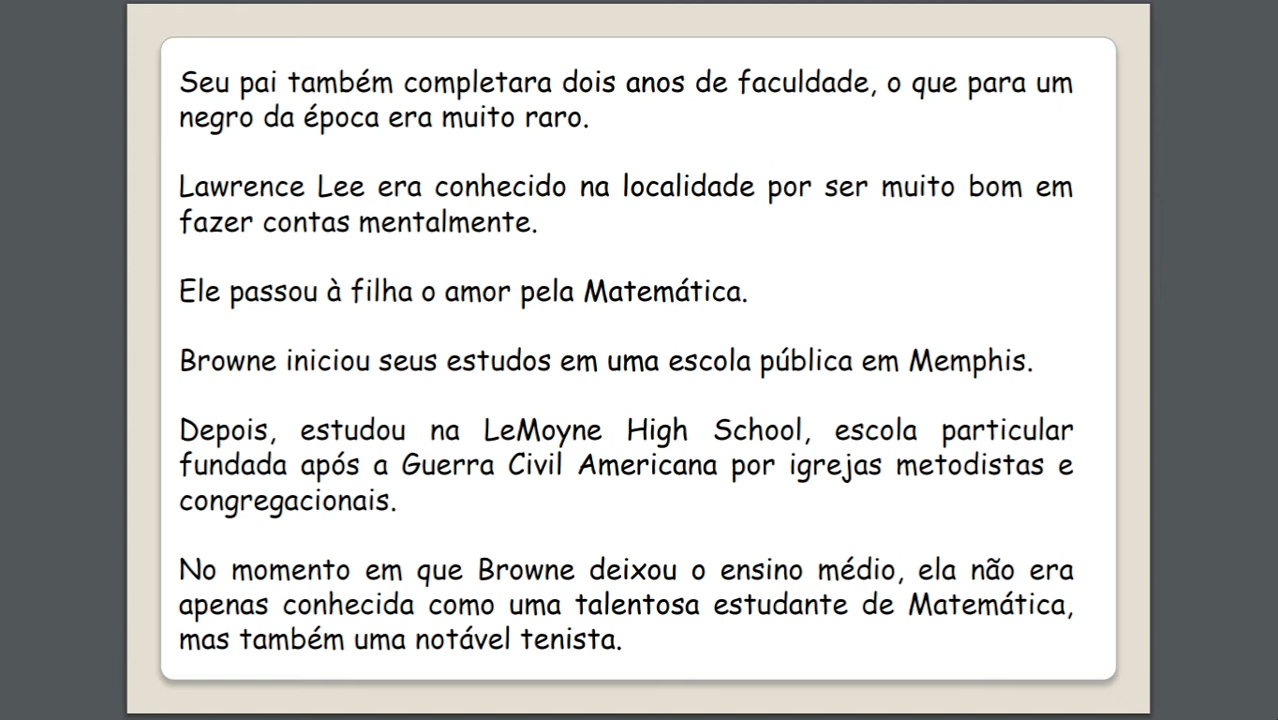 Seu pai também completara dois anos de faculdade, o que para um
negro da época era muito raro.
Lawrence Lee era conhecido na localidade por ser muito bom em
fazer contas mentalmente.
Ele passou à filha o amor pela Matemática.
Browne iniciou seus estudos em uma escola pública em Memphis.
Depois, estudou na LeMoyne High School, escola particular
fundada após a Guerra Civil Americana por igrejas metodistas e
congregacionais.
No momento em que Browne deixou o ensino médio, ela não era
apenas conhecida como uma talentosa estudante de Matemática,
mas também uma notável tenista.